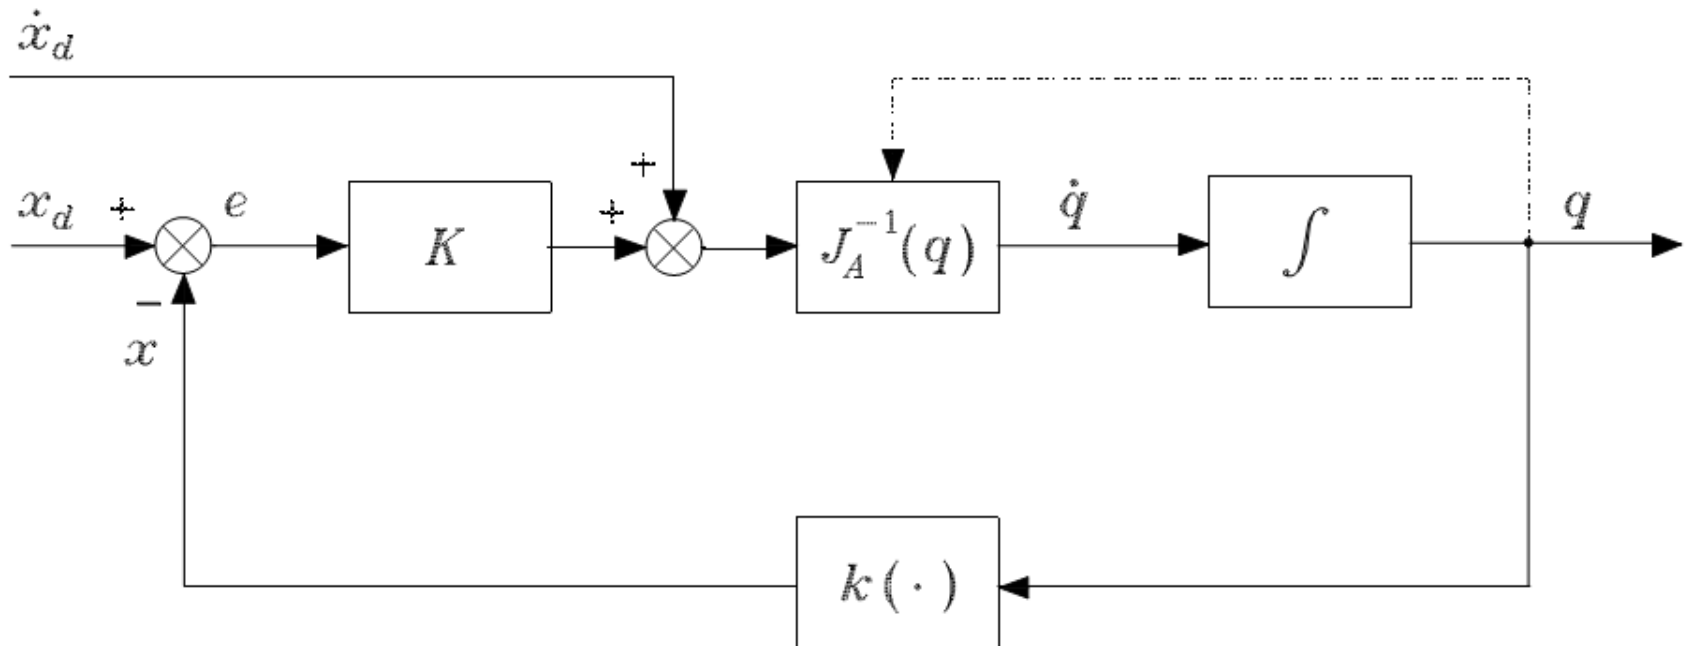 ẋ_d
+
x_d + e K + J_A^{-1}(q) q̇ ∫ q
−
x
k(·)